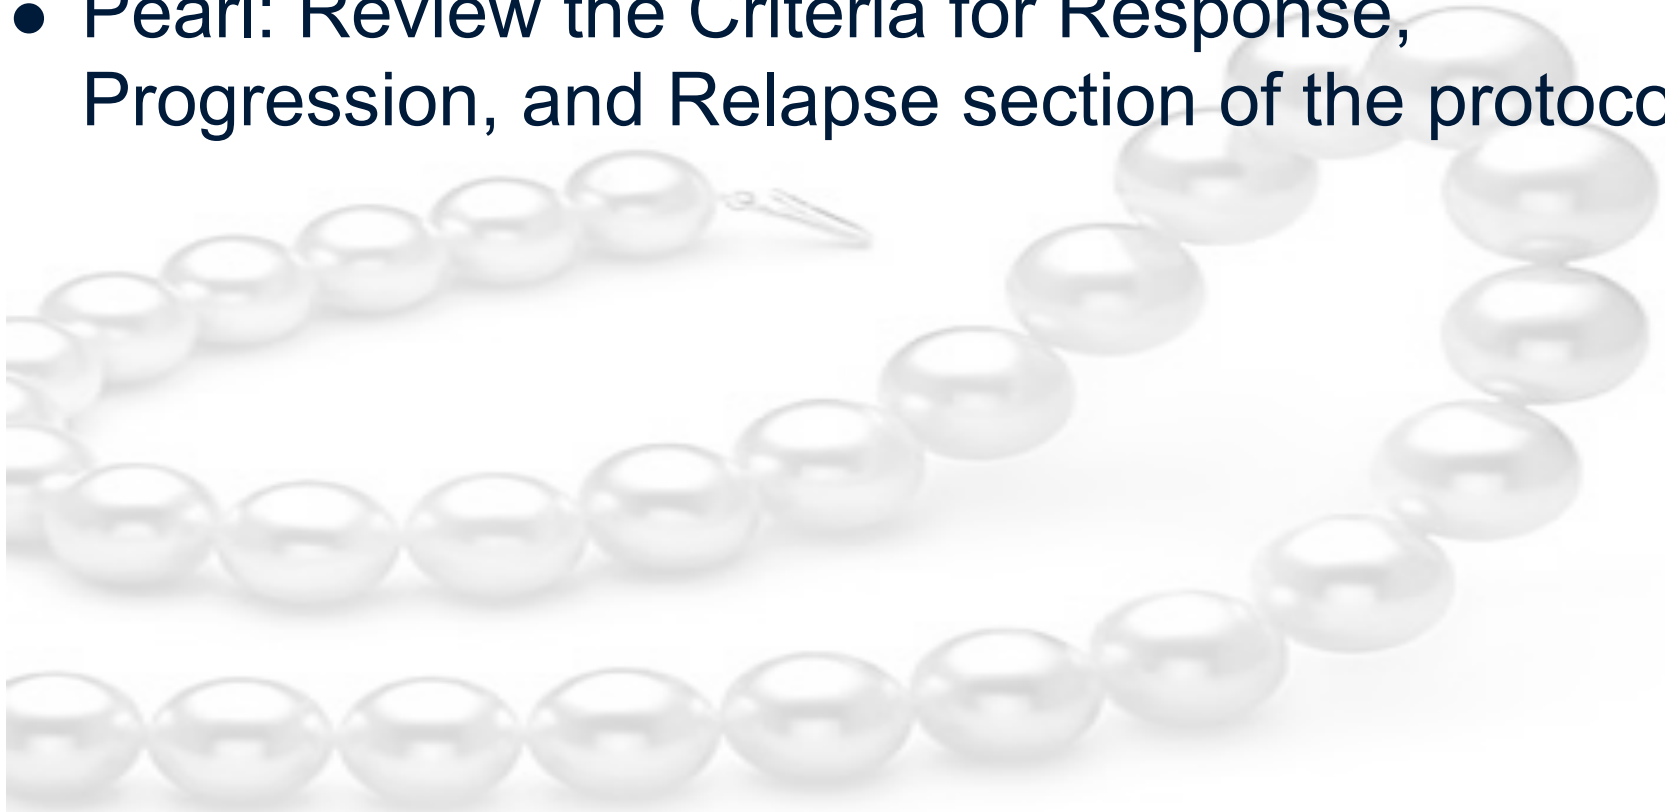 • Pearl: Review the Criteria for Response,
Progression, and Relapse section of the protoco